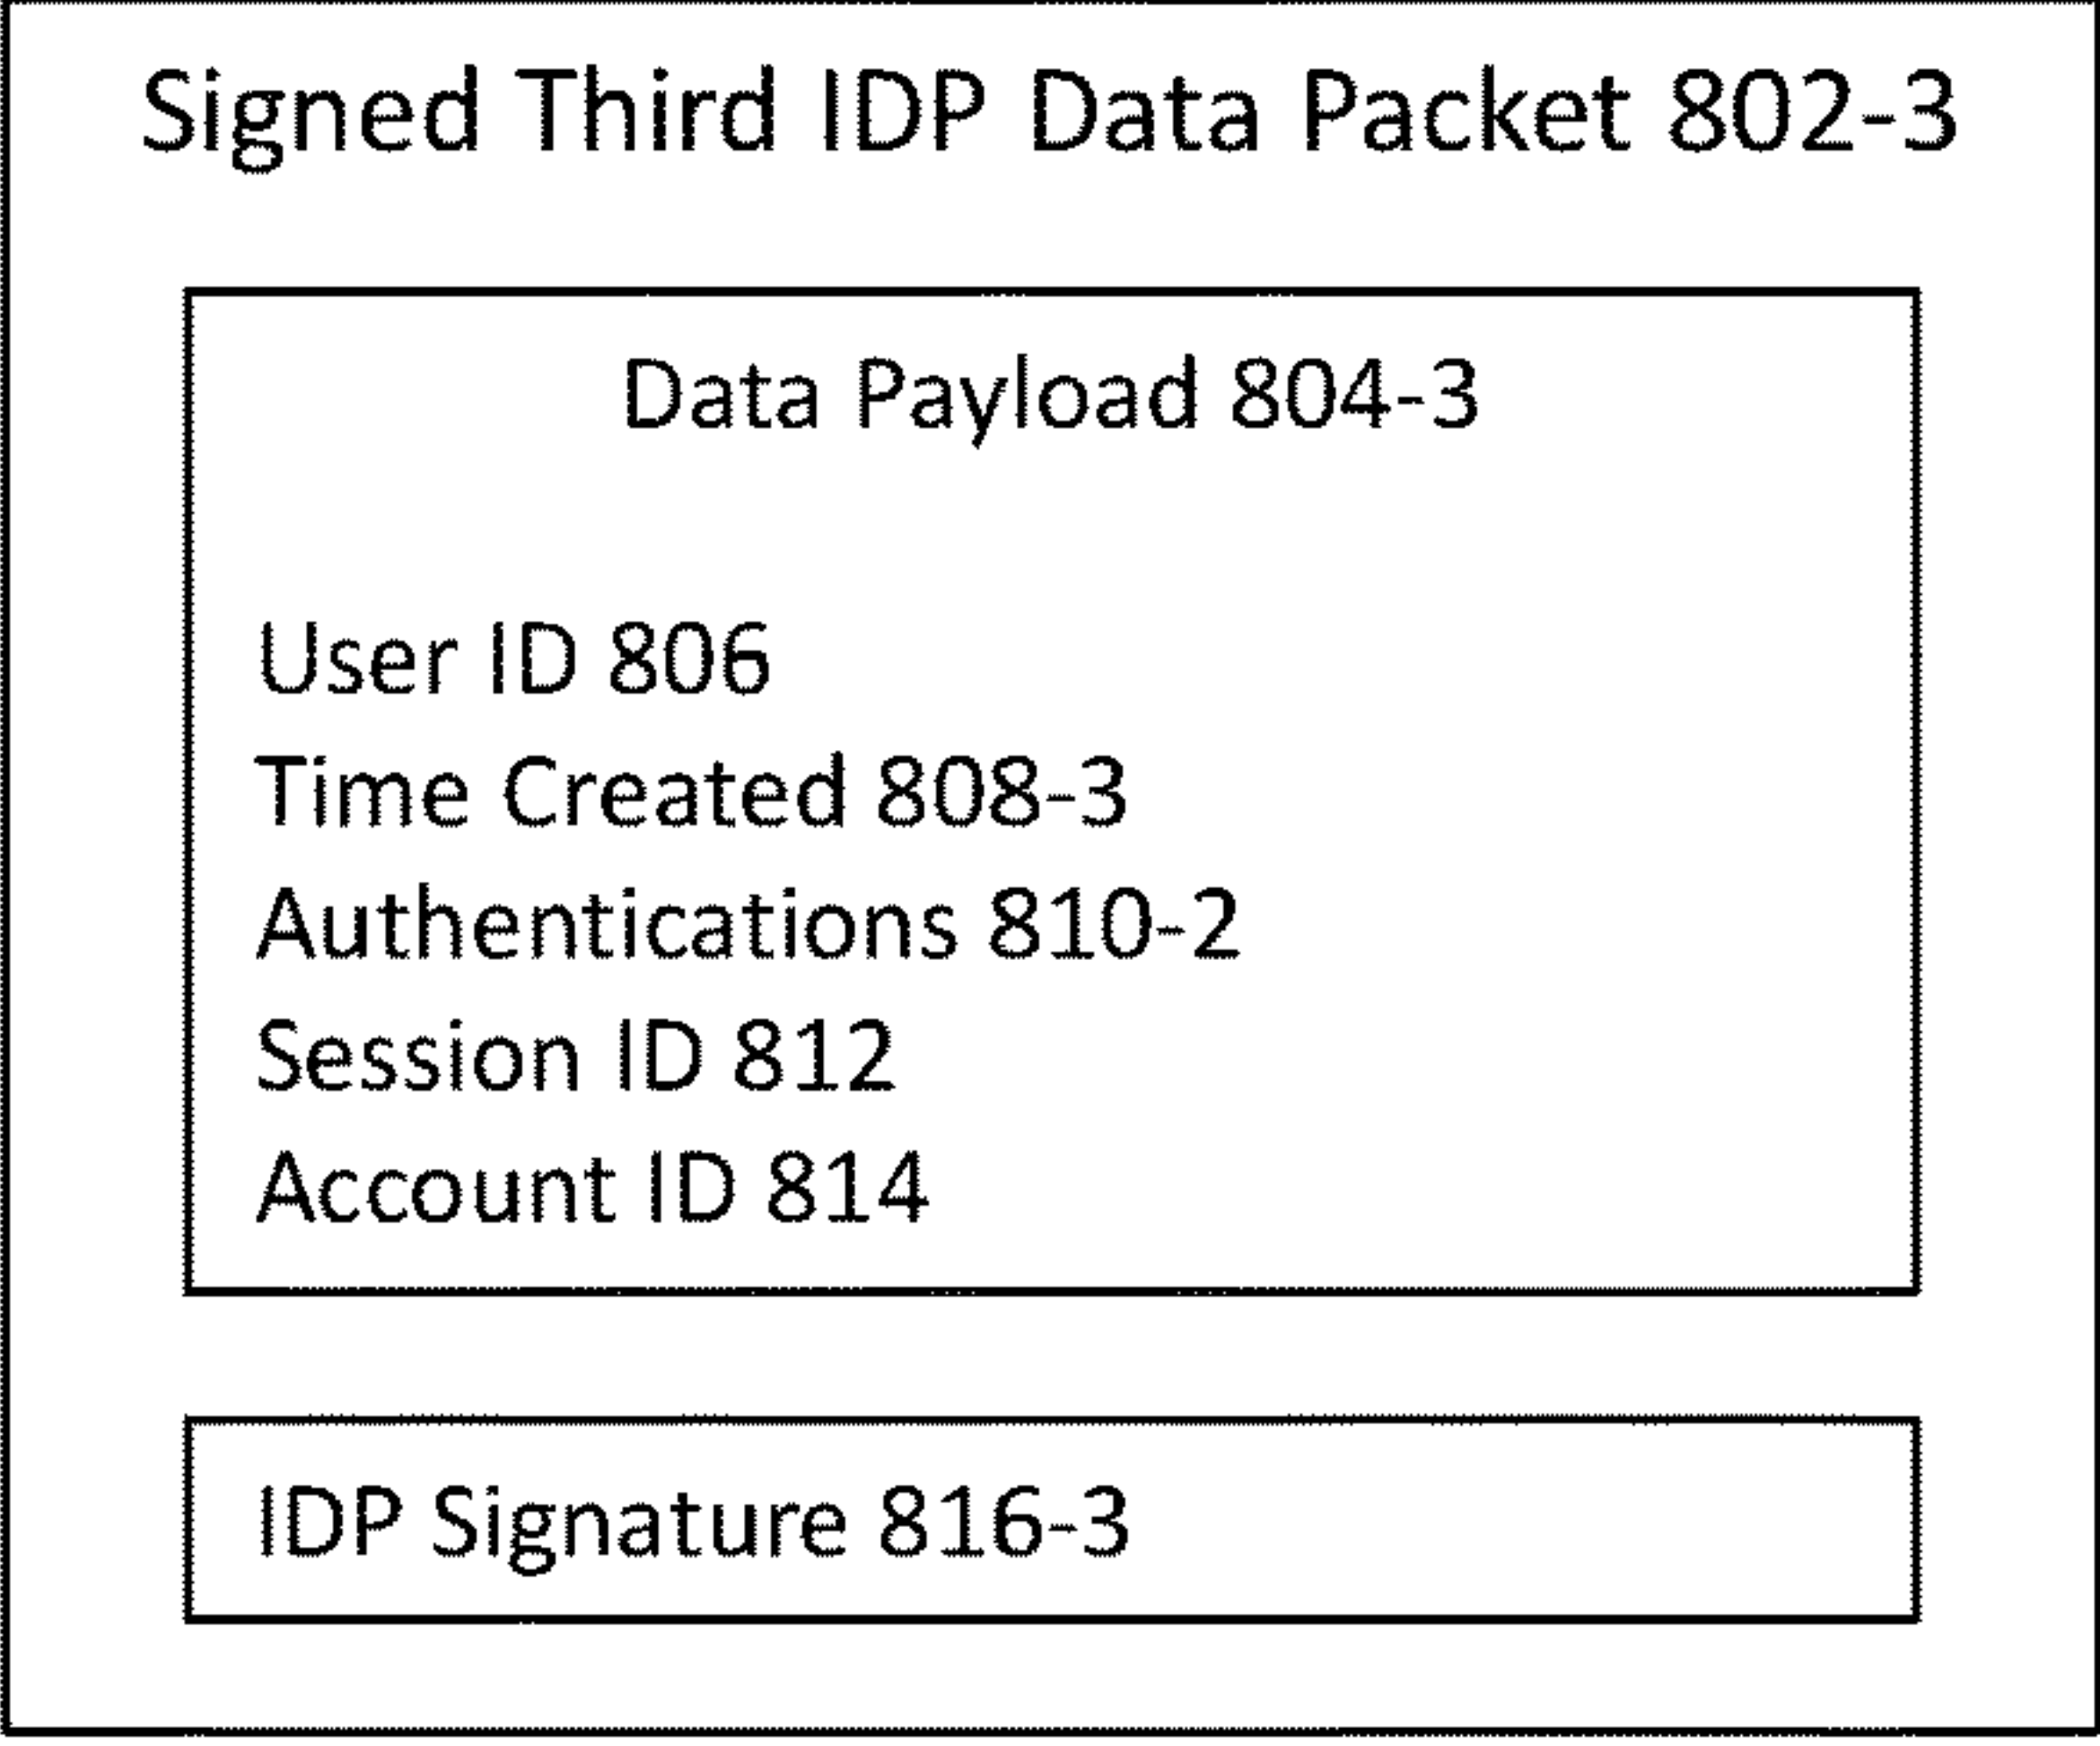 Signed Third IDP Data Packet 802-3
Data Payload 804-3
User ID 806
Time Created 808-3
Authentications 810-2
Session ID 812
Account ID 814
IDP Signature 816-3